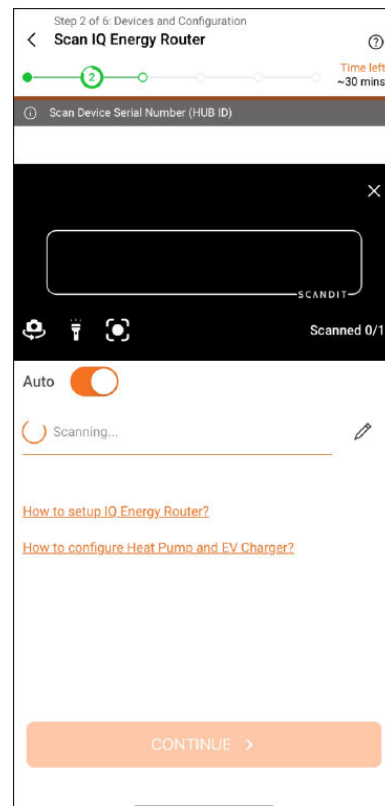 Step 2 of 6: Devices and Configuration
Scan IQ Energy Router
Time left
2
~30 mins
Scan Device Serial Number (HUB ID)
SCANDIT
Scanned 0/1
Auto
Scanning...
How to setup IQ Energy Router?
How to configure Heat Pump and EV Charger?
CONTINUE